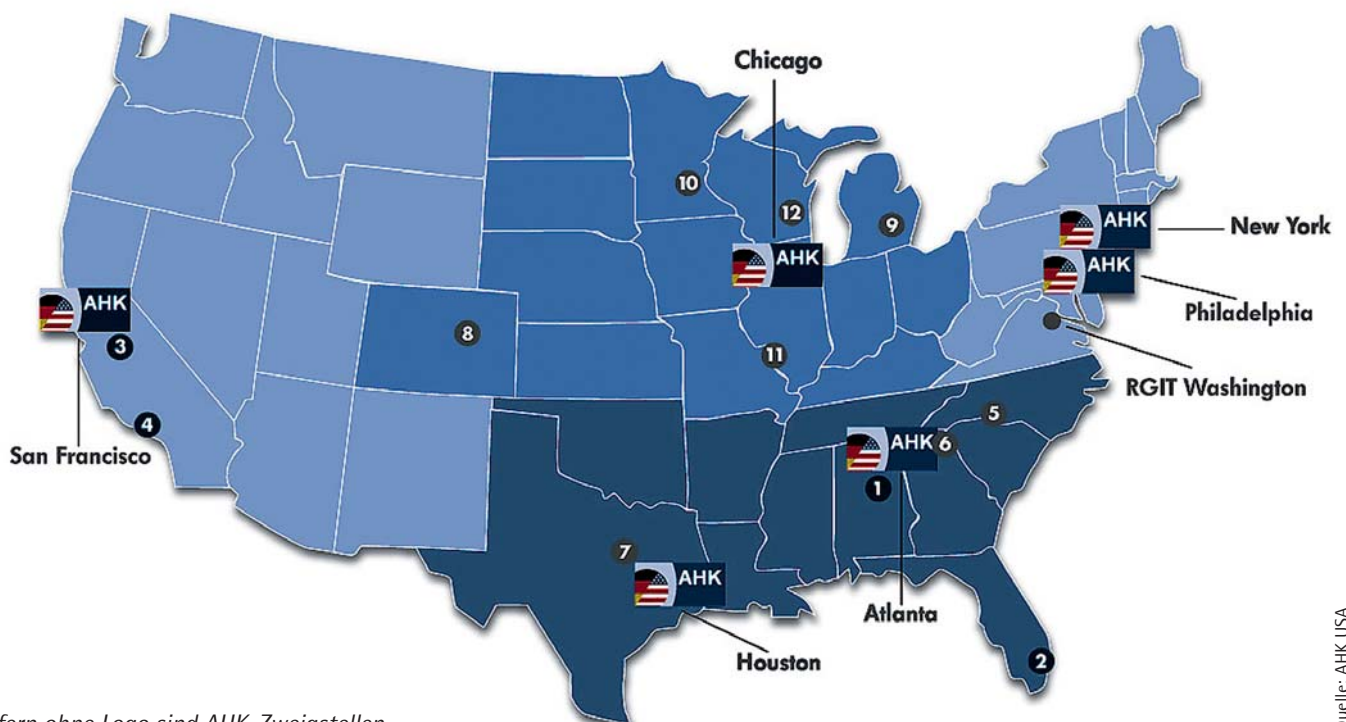 Chicago
10
12
9
AHK
AHK
New York
AHK
Philadelphia
AHK
3
8
11
RGIT Washington
4
San Francisco
5
AHK
6
1
7
AHK
Atlanta
Houston
2
fern ohne Logo sind AHK-Zweigstellen
quelle: AHK USA